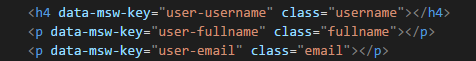 <h4 data-msw-key="user-username" class="username"></h4>
<p data-msw-key="user-fullname" class="fullname"></p>
<p data-msw-key="user-email" class="email"></p>